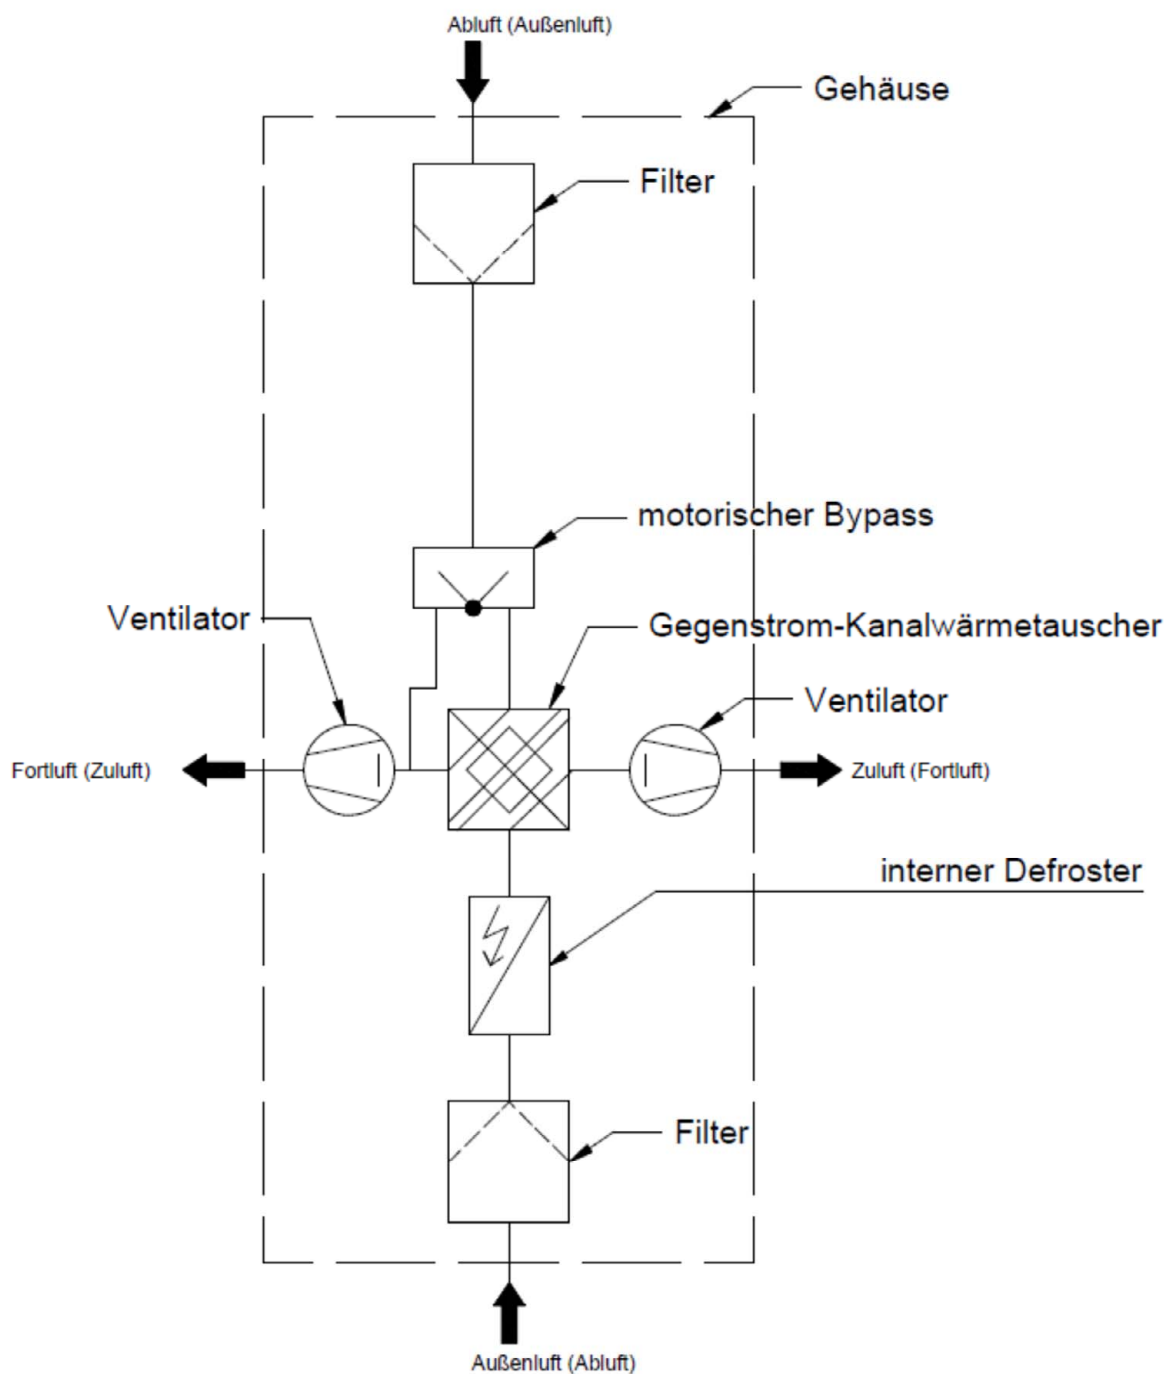 Abluft (Außenluft)
Gehäuse
Filter
motorischer Bypass
Ventilator
Gegenstrom-Kanalwärmetauscher
Ventilator
Fortluft (Zuluft)
Zuluft (Fortluft)
interner Defroster
Filter
Außenluft (Abluft)